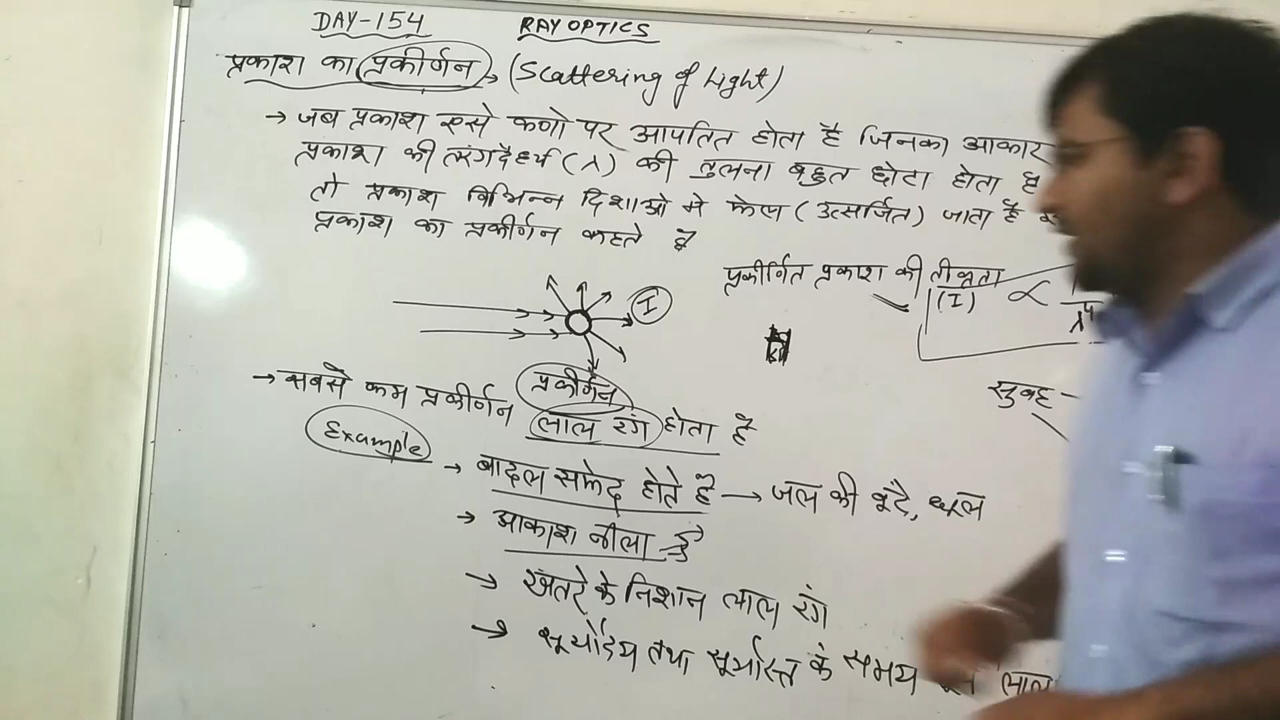 DAY-154
RAY OPTICS
प्रकाश का प्रकीर्णन, (Scattering of Light)
→ जब प्रकाश ऐसे कणो पर आपतित होता है जिनका आकार
प्रकाश की तरंगदैर्ध्य (λ) की तुलना बहुत छोटा होता है
तो प्रकाश विभिन्न दिशाओ मे फैल (उत्सर्जित) जाता है
प्रकाश का प्रकीर्णन कहते है
प्रकीर्णित प्रकाश की तीव्रता
(I) ∝
λ⁴
I
प्रकीर्णन
सुबह -
→ सबसे कम प्रकीर्णन लाल रंग होता है
Example
→ बादल सफेद होते है → जल की बूंदे, धूल
→ आकाश नीला है
→ खतरे के निशान लाल रंग
→ सूर्योदय तथा सूर्यास्त के समय लाल